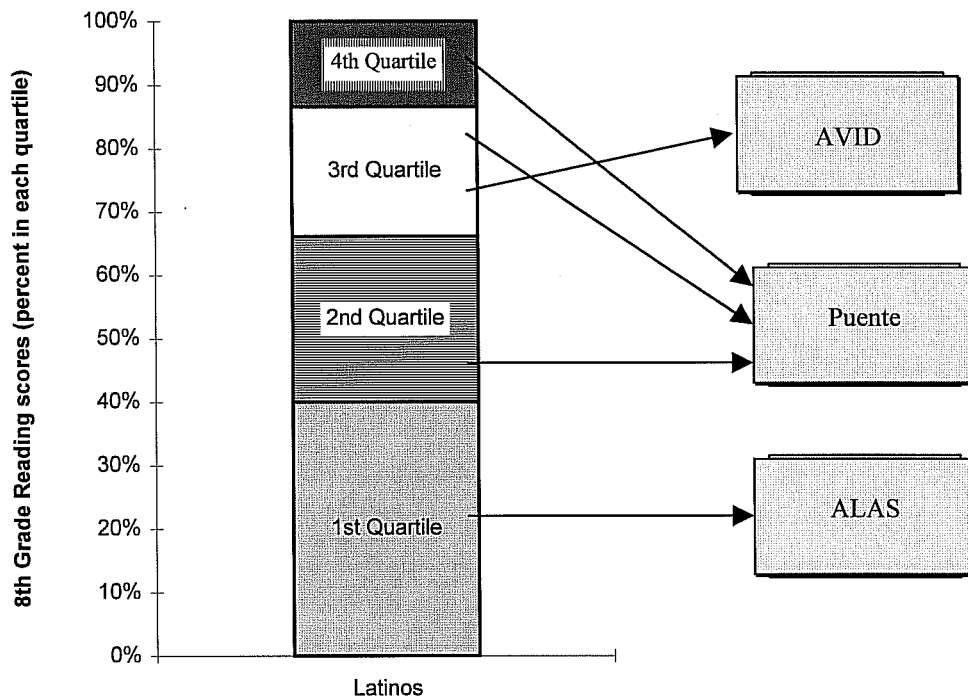 8th Grade Reading scores (percent in each quartile)
100%
90%
80%
70%
60%
50%
40%
30%
20%
10%
0%
4th Quartile
3rd Quartile
2nd Quartile
1st Quartile
Latinos
AVID
Puente
ALAS